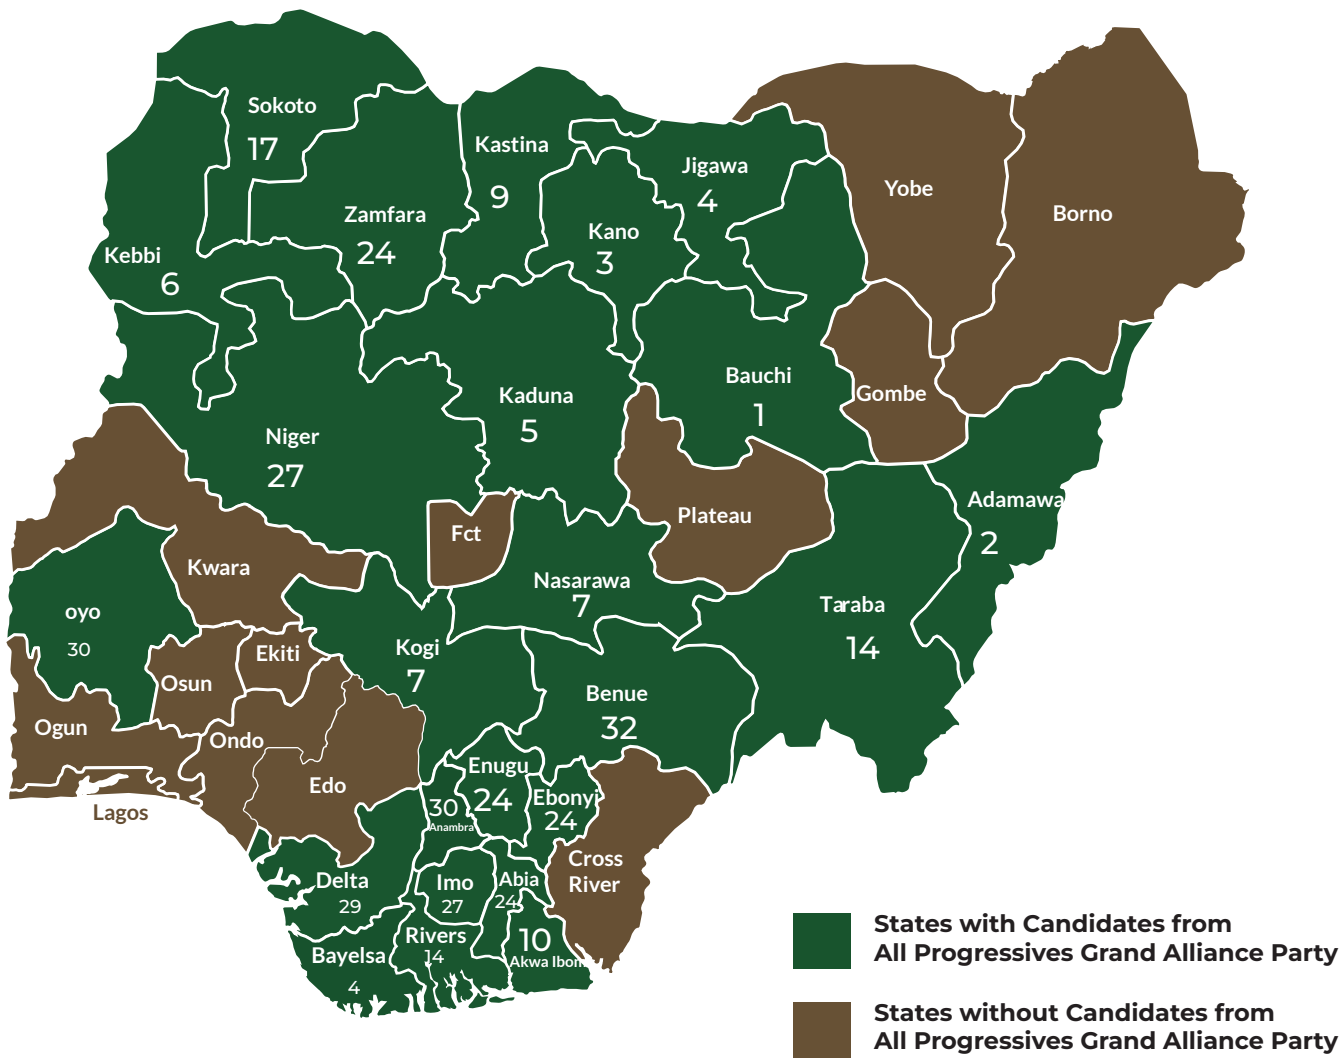 Sokoto
17
Kastina
9
Jigawa
4
Yobe
Borno
Zamfara
24
Kano
3
Kebbi
6
Bauchi
1
Gombe
Kaduna
5
Niger
27
Adamawa
2
Plateau
Fct
Kwara
Nasarawa
7
Taraba
14
oyo
30
Kogi
7
Ekiti
Osun
Benue
32
Ogun
Ondo
Edo
Enugu
24
Ebonyi
24
30
Anambra
Lagos
Cross
River
Delta
29
Imo
27
Abia
24
Rivers
14
10
Akwa Ibom
Bayelsa
4
States with Candidates from
All Progressives Grand Alliance Party
States without Candidates from
All Progressives Grand Alliance Party